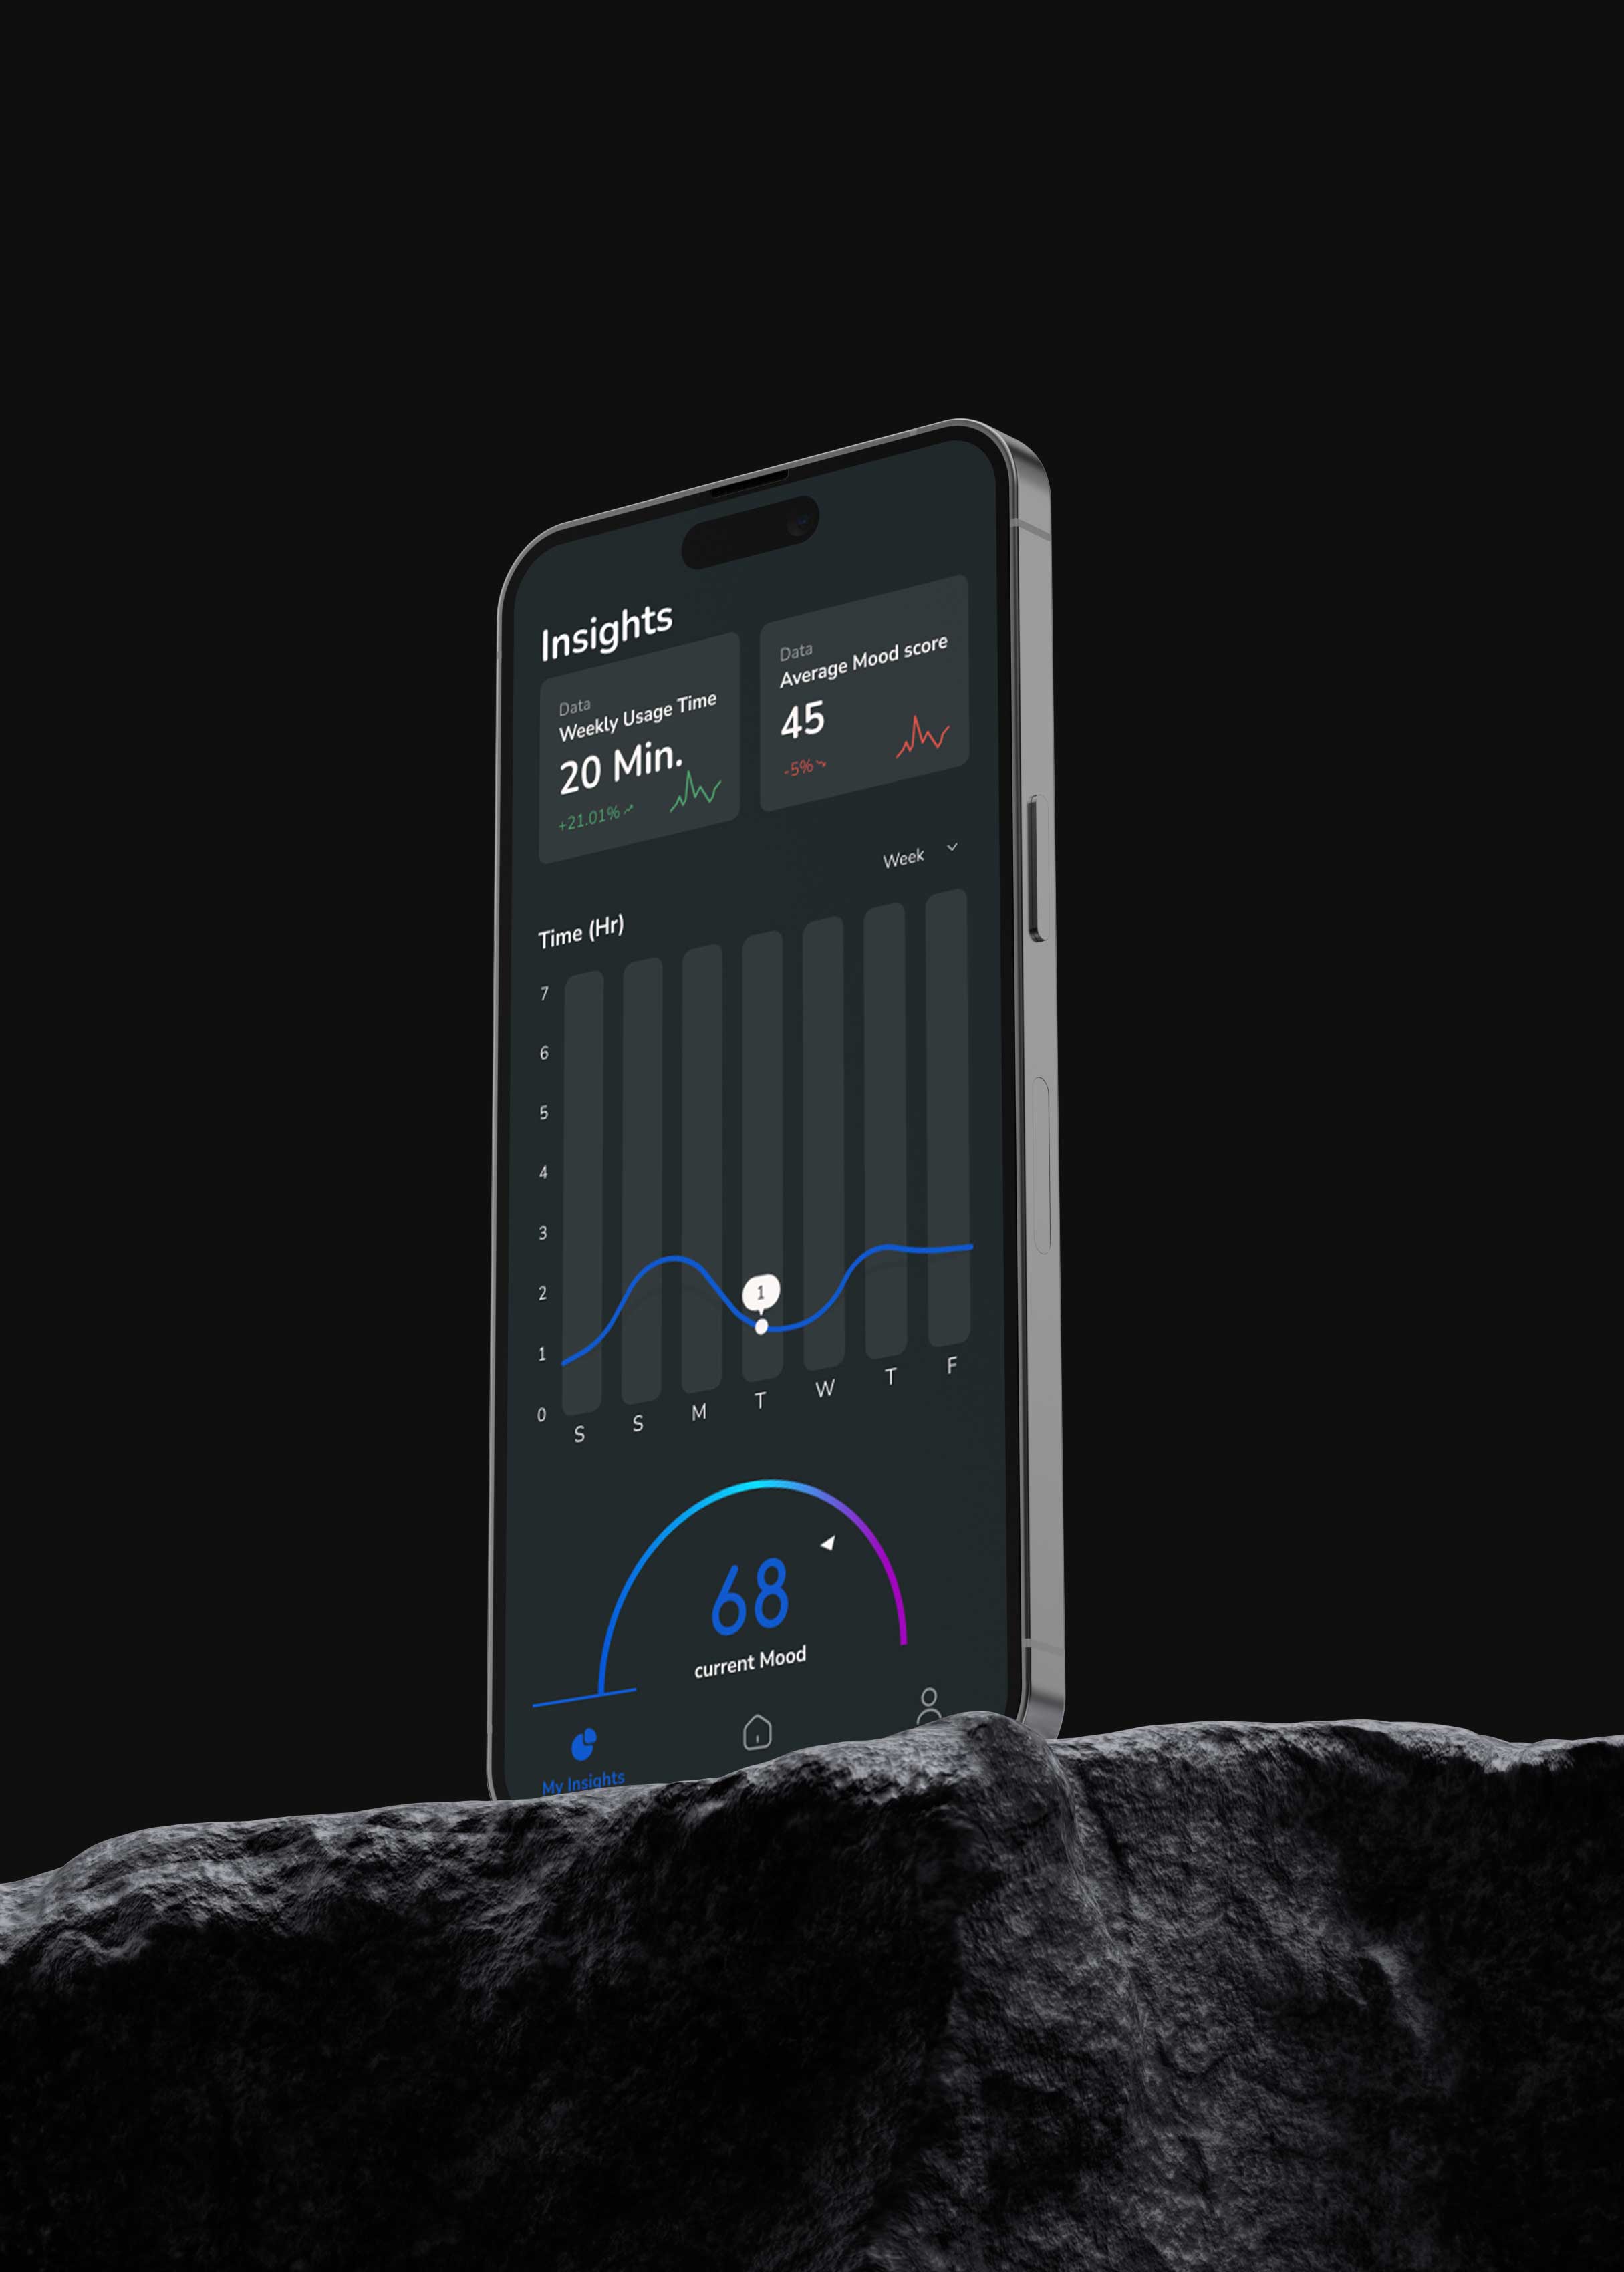 Insights
Data
Weekly Usage Time
20 Min.
+21.01%
Data
Average Mood score
45
-5%
Week
Time (Hr)
7
6
5
4
3
2
1
0
1
S S M T W T F
68
current Mood
My Insights